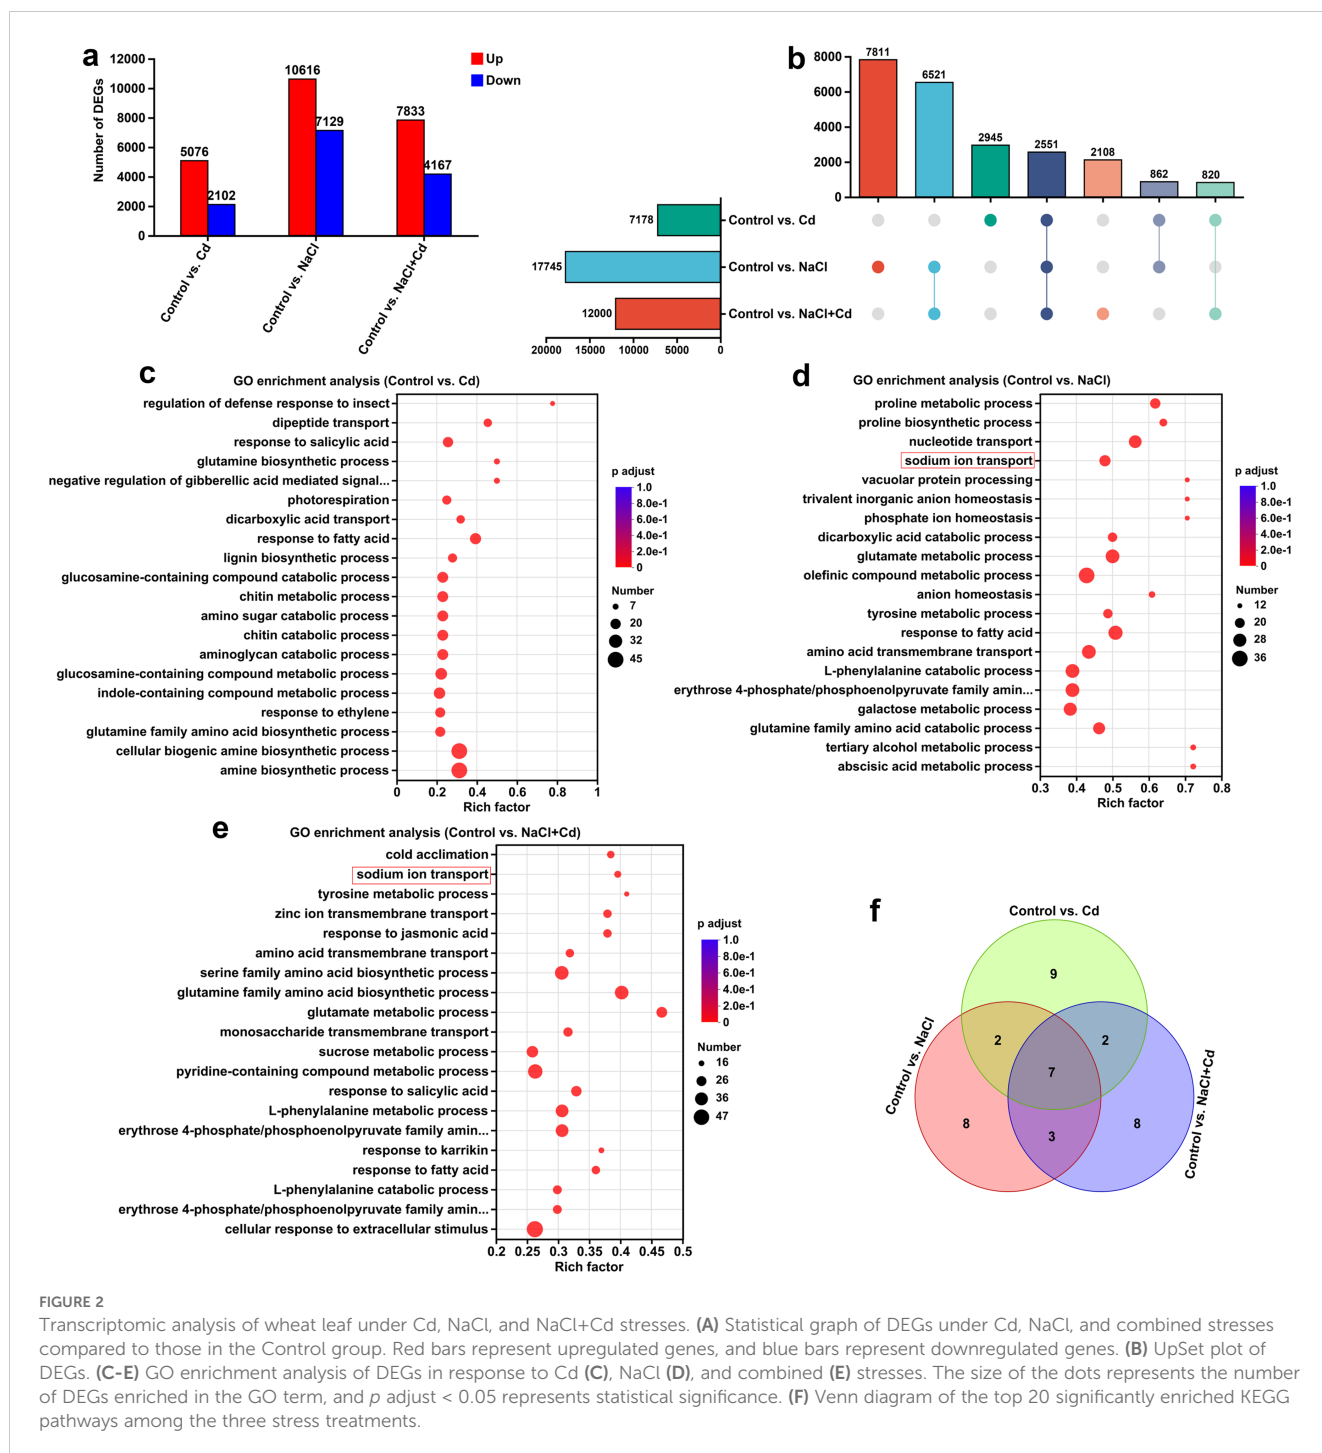 a
12000
10000
8000
6000
4000
2000
0
Number of DEGs
5076
2102
10616
7129
7833
4167
Up
Down
Control vs. Cd
Control vs. NaCl
Control vs. NaCl+Cd
b
8000
6000
4000
2000
0
7811
6521
2945
2551
2108
862
820
7178
Control vs. Cd
17745
Control vs. NaCl
12000
Control vs. NaCl+Cd
20000 15000 10000 5000 0
c
GO enrichment analysis (Control vs. Cd)
regulation of defense response to insect
dipeptide transport
response to salicylic acid
glutamine biosynthetic process
negative regulation of gibberellic acid mediated signal...
photorespiration
dicarboxylic acid transport
response to fatty acid
lignin biosynthetic process
glucosamine-containing compound catabolic process
chitin metabolic process
amino sugar catabolic process
chitin catabolic process
aminoglycan catabolic process
glucosamine-containing compound metabolic process
indole-containing compound metabolic process
response to ethylene
glutamine family amino acid biosynthetic process
cellular biogenic amine biosynthetic process
amine biosynthetic process
0 0.2 0.4 0.6 0.8 1
Rich factor
p adjust
1.0
8.0e-1
6.0e-1
4.0e-1
2.0e-1
0
Number
7
20
32
45
d
GO enrichment analysis (Control vs. NaCl)
proline metabolic process
proline biosynthetic process
nucleotide transport
sodium ion transport
vacuolar protein processing
trivalent inorganic anion homeostasis
phosphate ion homeostasis
dicarboxylic acid catabolic process
glutamate metabolic process
olefinic compound metabolic process
anion homeostasis
tyrosine metabolic process
response to fatty acid
amino acid transmembrane transport
L-phenylalanine catabolic process
erythrose 4-phosphate/phosphoenolpyruvate family amin...
galactose metabolic process
glutamine family amino acid catabolic process
tertiary alcohol metabolic process
abscisic acid metabolic process
0.3 0.4 0.5 0.6 0.7 0.8
Rich factor
p adjust
1.0
8.0e-1
6.0e-1
4.0e-1
2.0e-1
0
Number
12
20
28
36
e
GO enrichment analysis (Control vs. NaCl+Cd)
cold acclimation
sodium ion transport
tyrosine metabolic process
zinc ion transmembrane transport
response to jasmonic acid
amino acid transmembrane transport
serine family amino acid biosynthetic process
glutamine family amino acid biosynthetic process
glutamate metabolic process
monosaccharide transmembrane transport
sucrose metabolic process
pyridine-containing compound metabolic process
response to salicylic acid
L-phenylalanine metabolic process
erythrose 4-phosphate/phosphoenolpyruvate family amin...
response to karrikin
response to fatty acid
L-phenylalanine catabolic process
erythrose 4-phosphate/phosphoenolpyruvate family amin...
cellular response to extracellular stimulus
0.2 0.25 0.3 0.35 0.4 0.45 0.5
Rich factor
p adjust
1.0
8.0e-1
6.0e-1
4.0e-1
2.0e-1
0
Number
16
26
36
47
f
Control vs. Cd
Control vs. NaCl
Control vs. NaCl+Cd
9
2
2
7
8
3
8
FIGURE 2
Transcriptomic analysis of wheat leaf under Cd, NaCl, and NaCl+Cd stresses. (A) Statistical graph of DEGs under Cd, NaCl, and combined stresses
compared to those in the Control group. Red bars represent upregulated genes, and blue bars represent downregulated genes. (B) UpSet plot of
DEGs. (C-E) GO enrichment analysis of DEGs in response to Cd (C), NaCl (D), and combined (E) stresses. The size of the dots represents the number
of DEGs enriched in the GO term, and p adjust < 0.05 represents statistical significance. (F) Venn diagram of the top 20 significantly enriched KEGG
pathways among the three stress treatments.